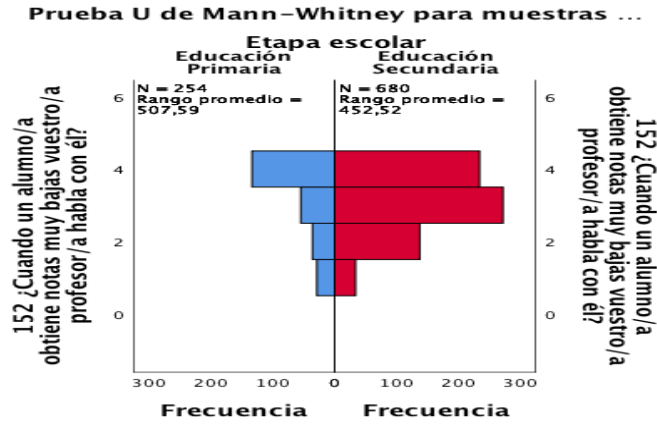 Prueba U de Mann-Whitney para muestras ...
Etapa escolar
Educación
Primaria
Educación
Secundaria
N = 254
Rango promedio =
507,59
N = 680
Rango promedio =
452,52
152 ¿Cuando un alumno/a
obtiene notas muy bajas vuestro/a
profesor/a habla con él?
6
4
2
0
6
4
2
0
152 ¿Cuando un alumno/a
obtiene notas muy bajas vuestro/a
profesor/a habla con él?
300 200 100 0 100 200 300
Frecuencia Frecuencia